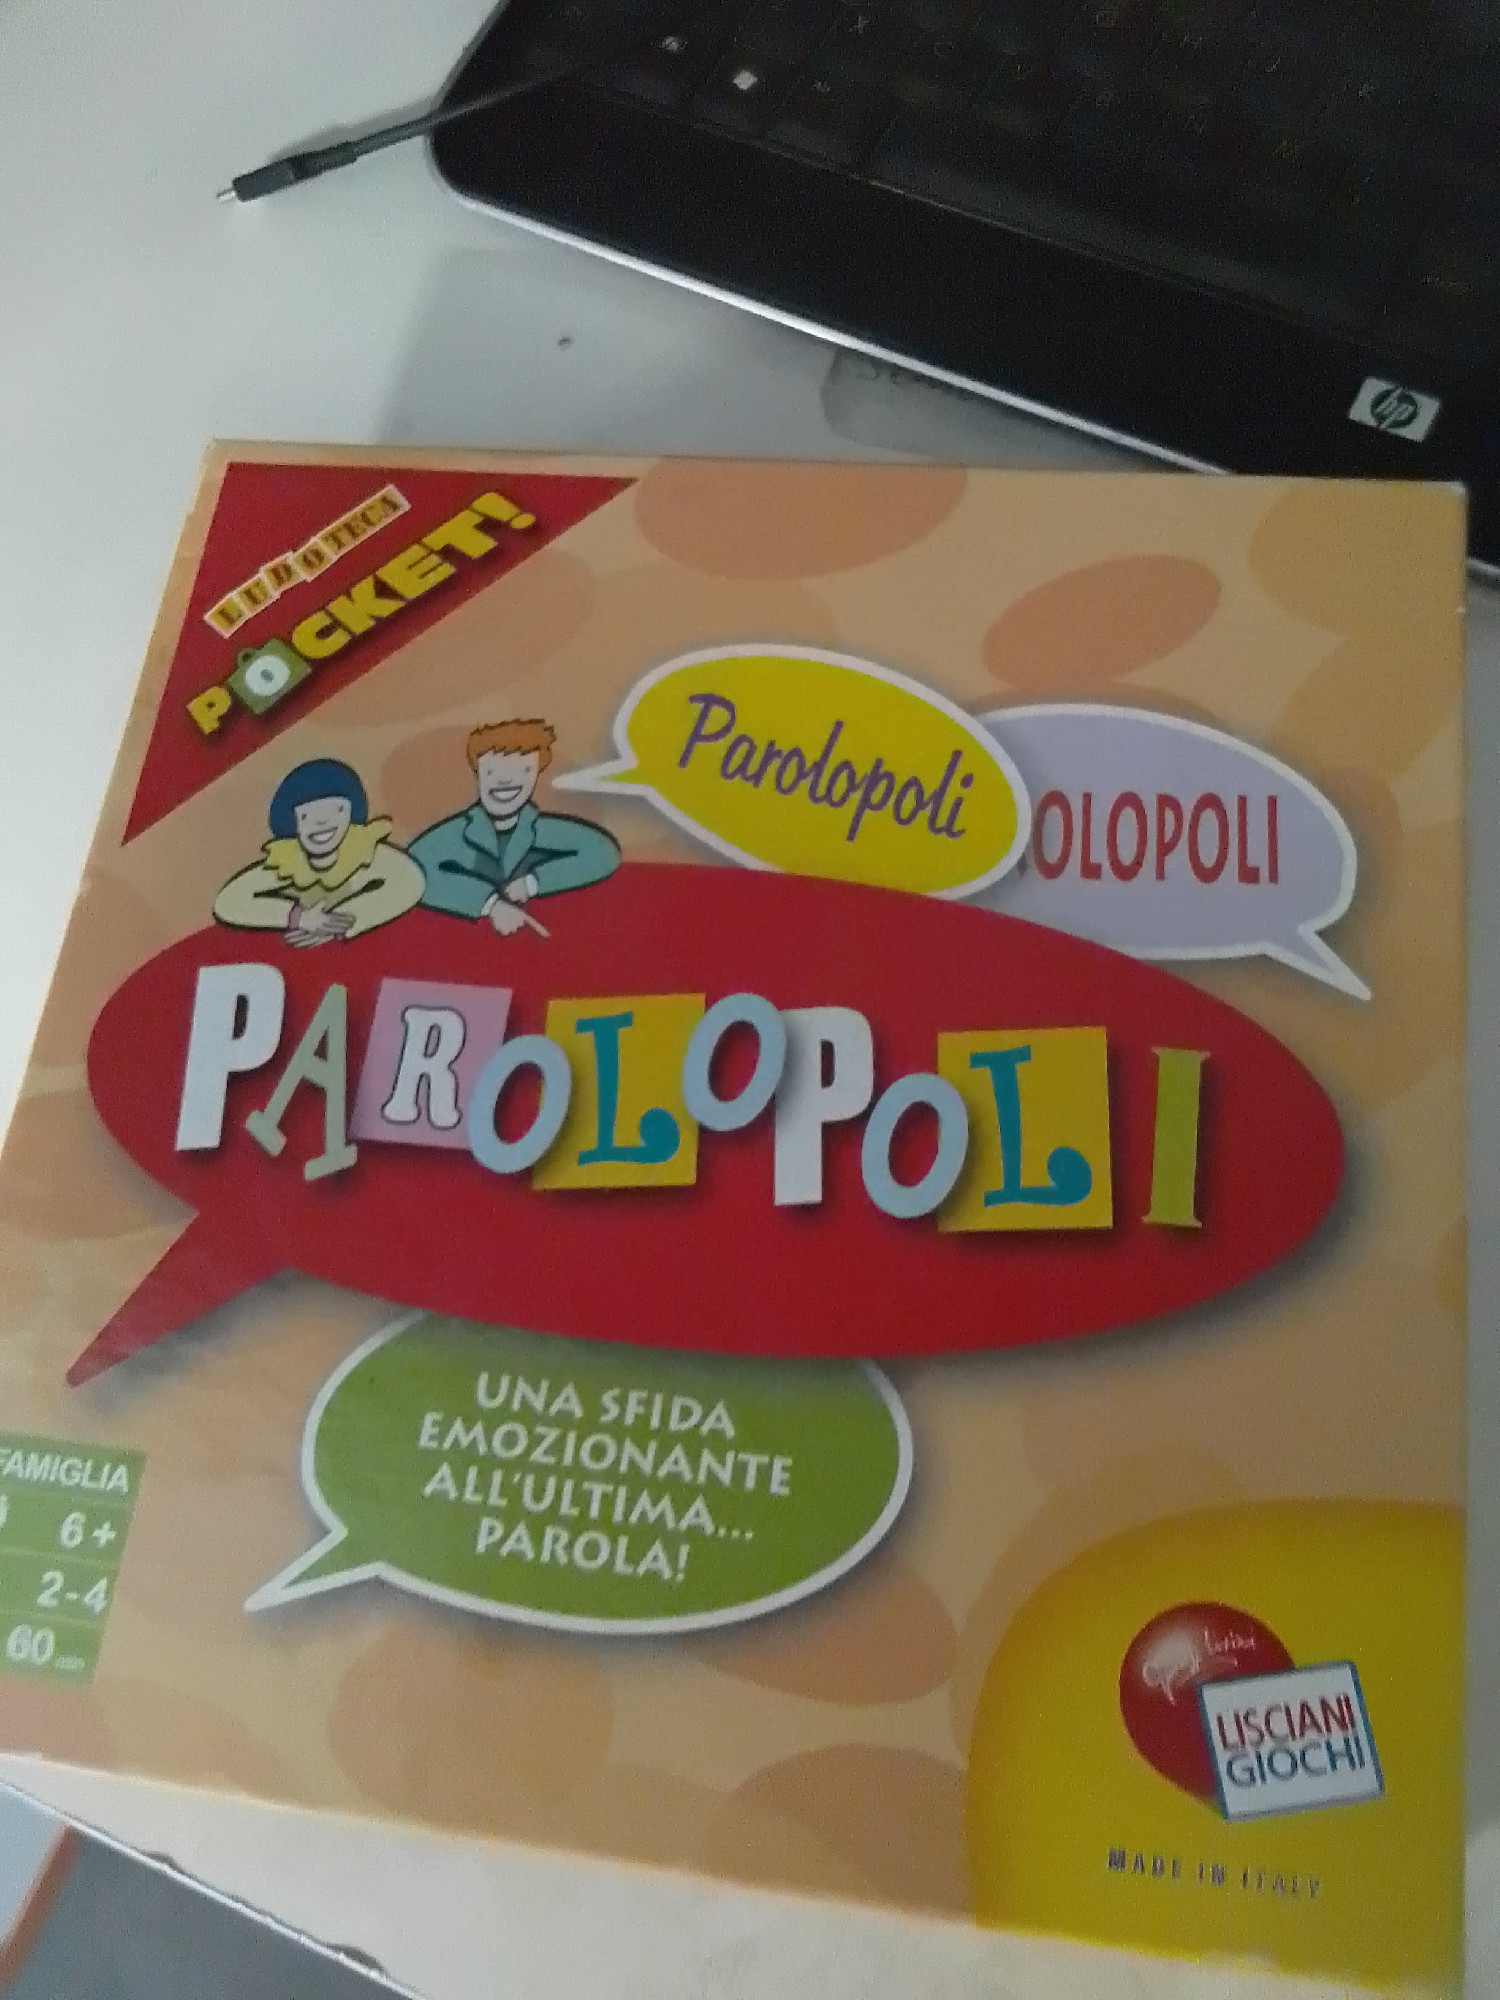 hp
LUDOTECA
POCKET!
Parolopoli
OLOPOLI
PAROLOPOLI
UNA SFIDA
EMOZIONANTE
ALL'ULTIMA...
PAROLA!
FAMIGLIA
6+
2-4
60 min
LISCIANI
GIOCHI
MADE IN ITALY